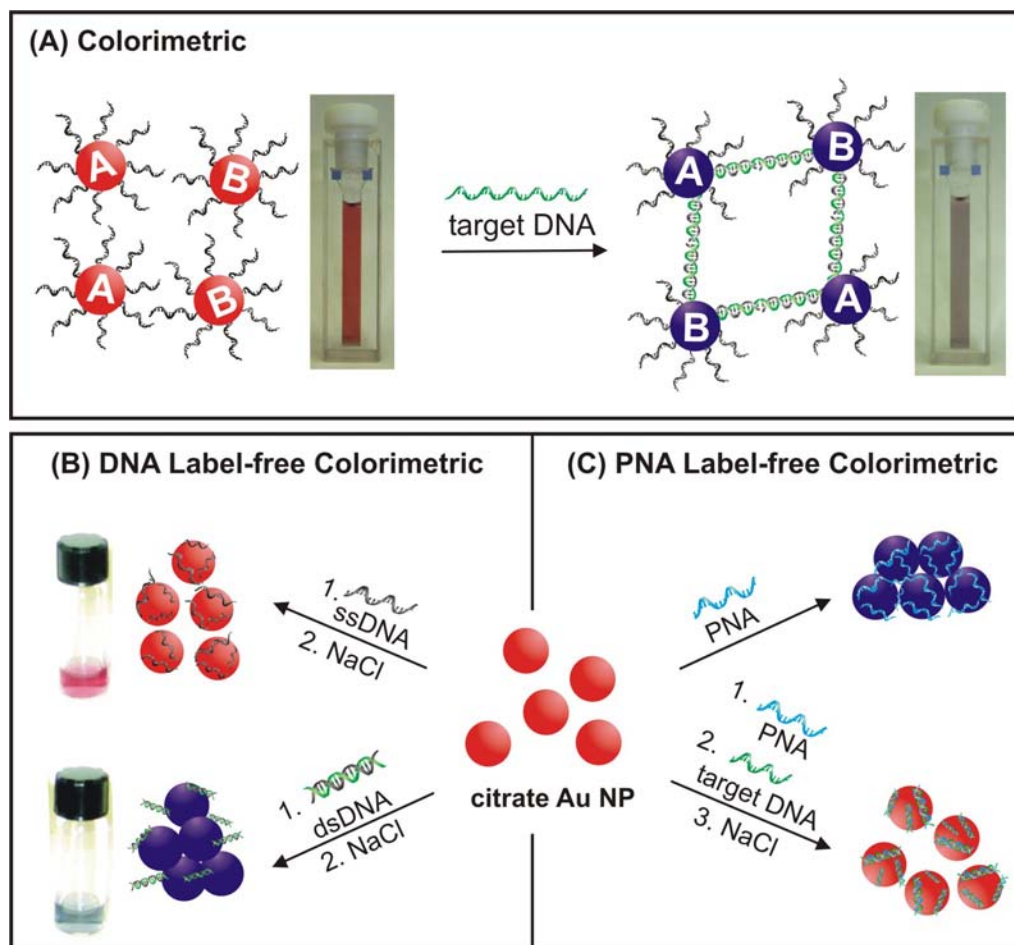 (A) Colorimetric
A
B
A
B
target DNA
A
B
B
A
(B) DNA Label-free Colorimetric
1.
ssDNA
2. NaCl
1.
dsDNA
2. NaCl
citrate Au NP
(C) PNA Label-free Colorimetric
PNA
1.
PNA
2.
target DNA
3. NaCl